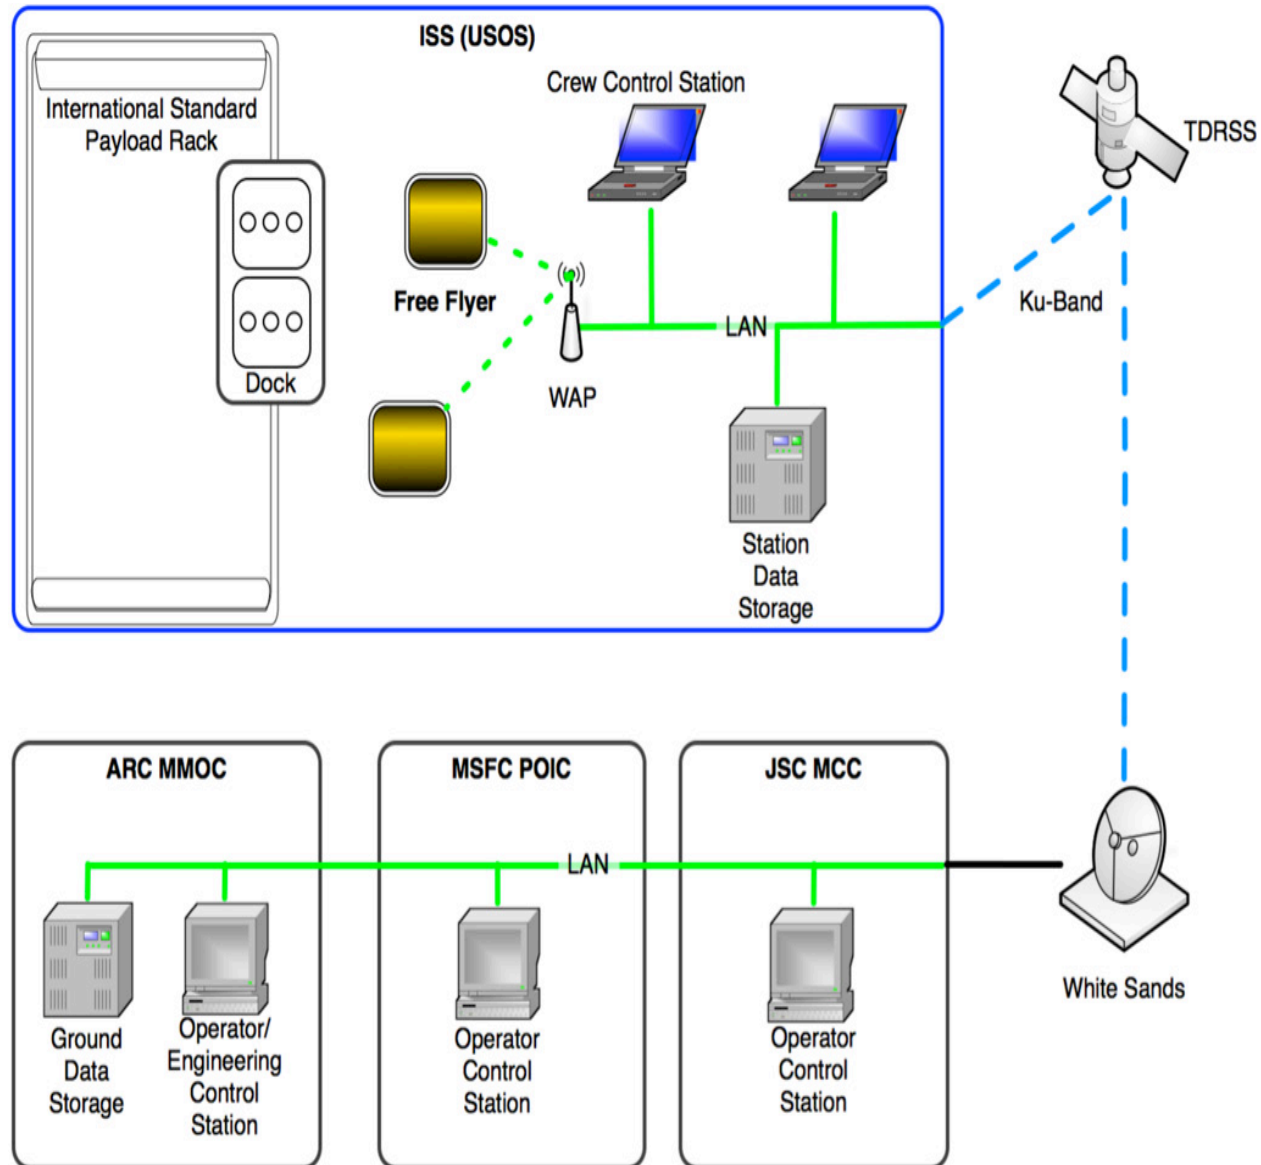 ISS (USOS)
International Standard
Payload Rack
Crew Control Station
TDRSS
Free Flyer
Ku-Band
LAN
Dock
WAP
Station
Data
Storage
ARC MMOC
MSFC POIC
JSC MCC
LAN
White Sands
Ground
Data
Storage
Operator/
Engineering
Control
Station
Operator
Control
Station
Operator
Control
Station